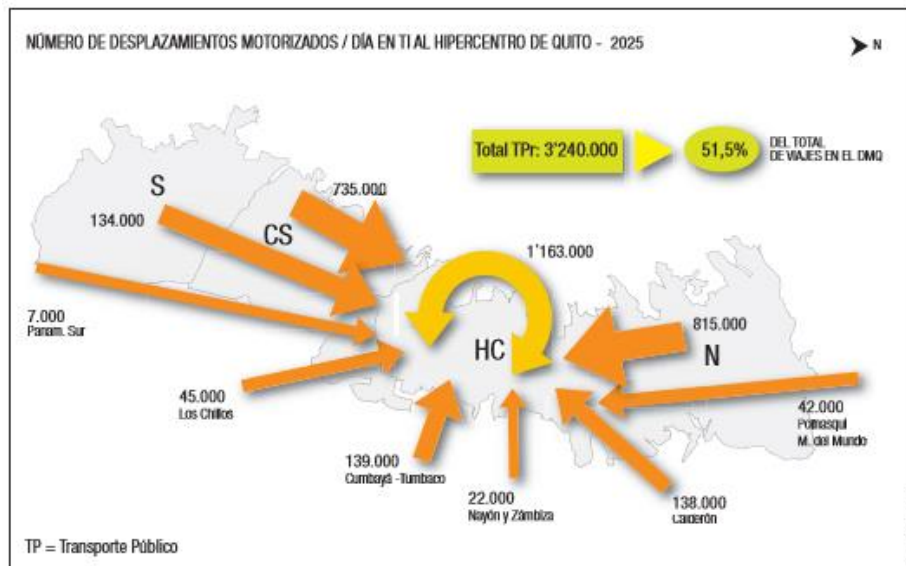 NÚMERO DE DESPLAZAMIENTOS MOTORIZADOS / DÍA EN TI AL HIPERCENTRO DE QUITO - 2025
N
Total TPr: 3'240.000
51,5%
DEL TOTAL
DE VIAJES EN EL DMQ
S
735.000
134.000
CS
1'163.000
7.000
Panam. Sur
815.000
HC
N
45.000
Los Chillos
42.000
Pomasqui
M. del Mundo
139.000
Cumbayá -Tumbaco
22.000
Nayón y Zámbiza
138.000
Calderón
TP = Transporte Público